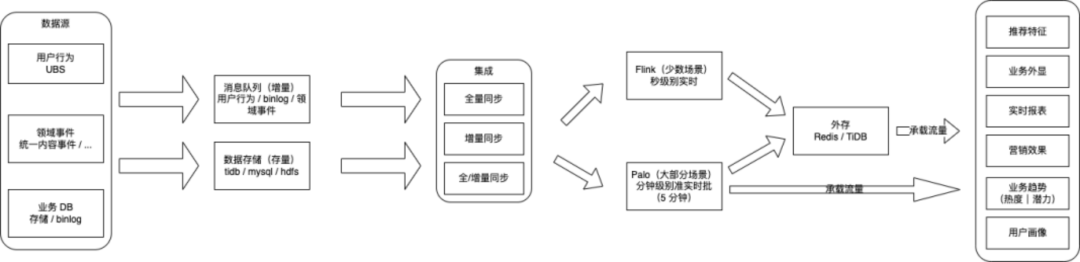 数据源
用户行为
UBS
领域事件
统一内容事件 / ...
业务 DB
存储 / binlog
消息队列（增量）
用户行为 / binlog / 领
域事件
数据存储（存量）
tidb / mysql / hdfs
集成
全量同步
增量同步
全/增量同步
Flink（少数场景）
秒级别实时
Palo（大部分场景）
分钟级别准实时批
（5 分钟）
外存
Redis / TiDB
承载流量
承载流量
推荐特征
业务外显
实时报表
营销效果
业务趋势
（热度｜潜力）
用户画像